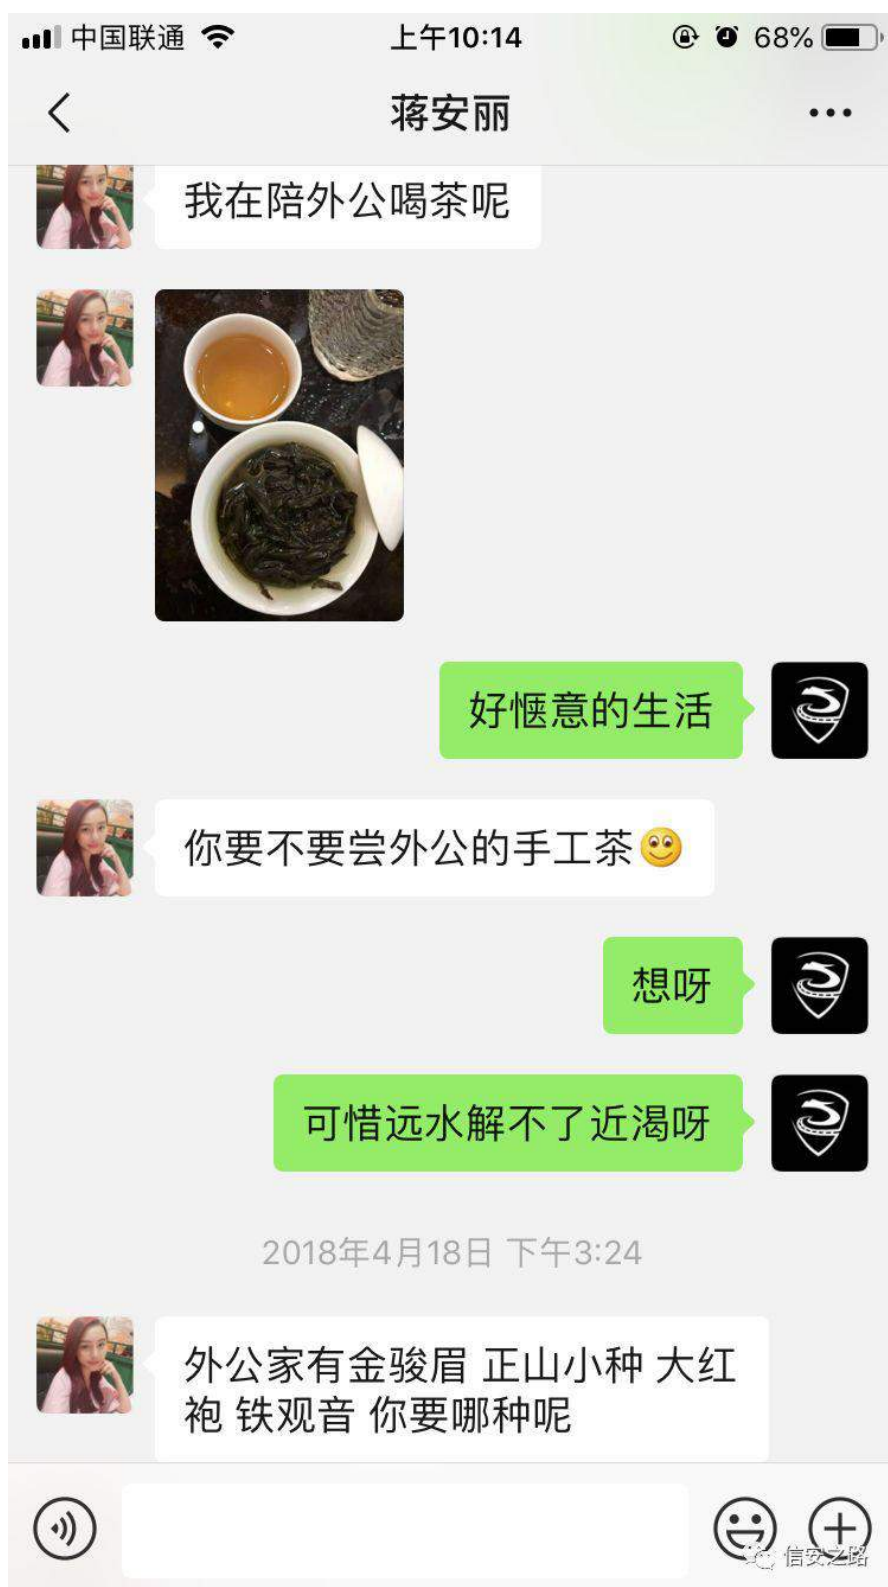 中国联通 上午10:14 68%
蒋安丽
我在陪外公喝茶呢
好惬意的生活
你要不要尝外公的手工茶
想呀
可惜远水解不了近渴呀
2018年4月18日 下午3:24
外公家有金骏眉 正山小种 大红
袍 铁观音 你要哪种呢
信安之路